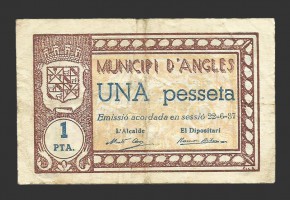 MUNICIPI D'ANGLES
UNA pesseta
Emissió acordada en sessió 22-6-37
L'Alcalde El Dipositari
1
PTA.